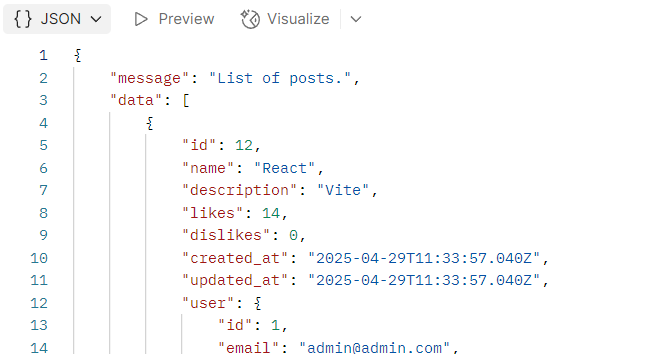 {} JSON Preview Visualize
1 {
2 "message": "List of posts.",
3 "data": [
4 {
5 "id": 12,
6 "name": "React",
7 "description": "Vite",
8 "likes": 14,
9 "dislikes": 0,
10 "created_at": "2025-04-29T11:33:57.040Z",
11 "updated_at": "2025-04-29T11:33:57.040Z",
12 "user": {
13 "id": 1,
14 "email": "admin@admin.com",